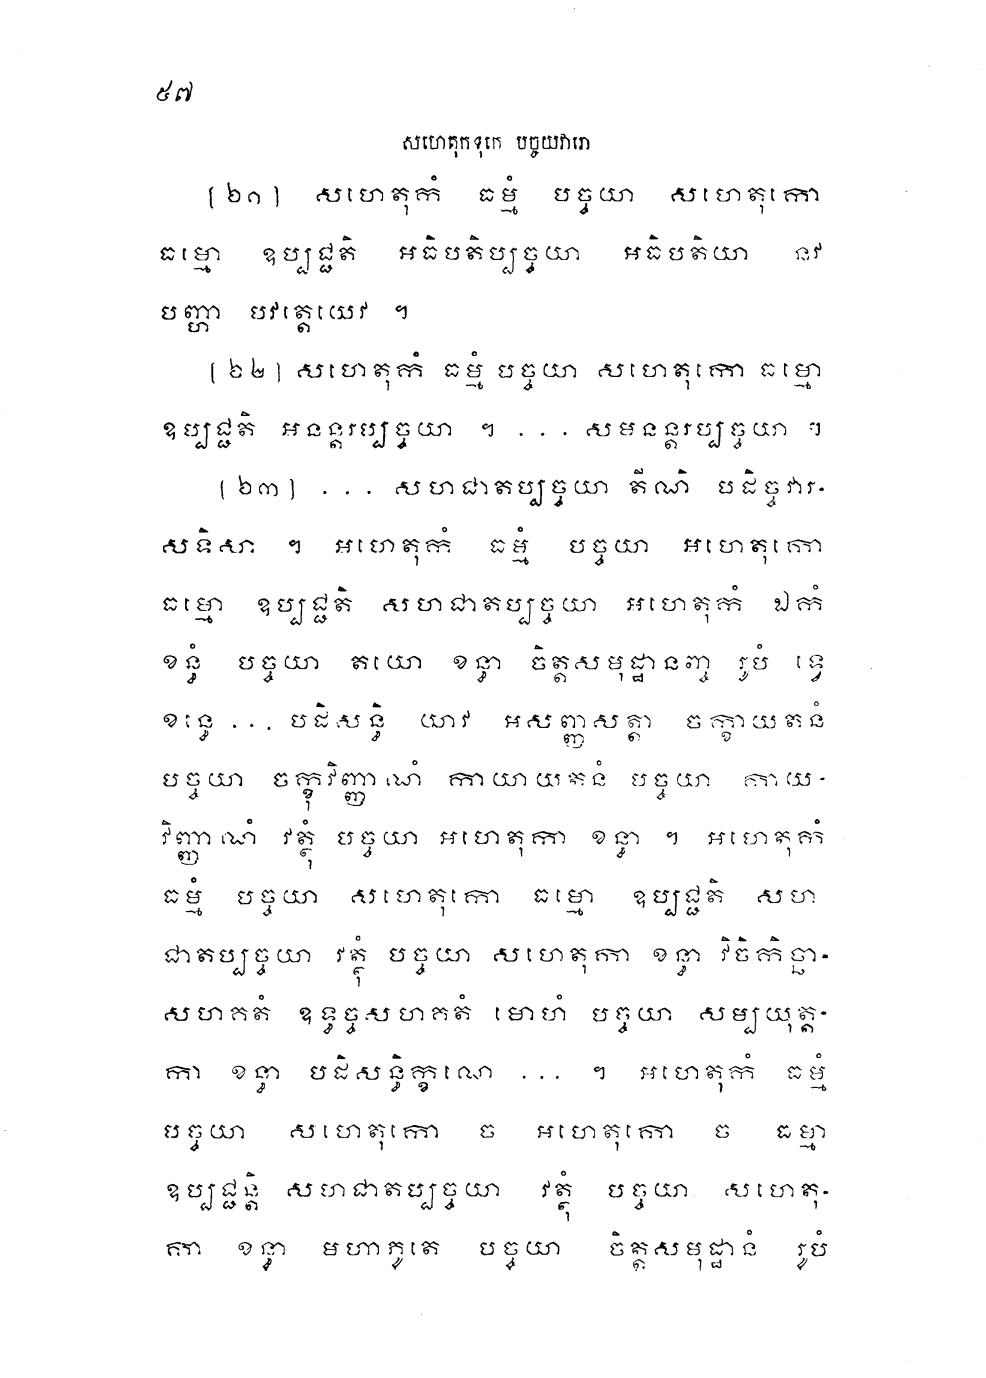 ៥៧
សហេតុកទុកេ បច្ចយវារោ
[៦១] សហេតុកំ ធម្មំ បច្ចយា សហេតុកោ
ធម្មោ ឧប្បជ្ជតិ អធិបតិប្បច្ចយា អធិបតិយា នវ
បញ្ហា បវត្តេយេវ ។
[៦២] សហេតុកំ ធម្មំ បច្ចយា សហេតុកោ ធម្មោ
ឧប្បជ្ជតិ អនន្តរប្បច្ចយា ។ ... សមនន្តរប្បច្ចយា ។
[៦៣] ... សហជាតប្បច្ចយា តីណិ បដិច្ចវារ-
សទិសា ។ អហេតុកំ ធម្មំ បច្ចយា អហេតុកោ
ធម្មោ ឧប្បជ្ជតិ សហជាតប្បច្ចយា អហេតុកំ ឯកំ
ខន្ធំ បច្ចយា តយោ ខន្ធា ចិត្តសមុដ្ឋានញ្ច រូបំ ទ្វេ
ខន្ធេ ... បដិសន្ធិ យាវ អសញ្ញសត្តា ចក្ខាយតនំ
បច្ចយា ចក្ខុវិញ្ញាណំ កាយាយតនំ បច្ចយា កាយ-
វិញ្ញាណំ វត្ថុំ បច្ចយា អហេតុកា ខន្ធា ។ អហេតុកំ
ធម្មំ បច្ចយា សហេតុកោ ធម្មោ ឧប្បជ្ជតិ សហ
ជាតប្បច្ចយា វត្ថុំ បច្ចយា សហេតុកា ខន្ធា វិចិកិច្ឆា-
សហគតំ ឧទ្ធច្ចសហគតំ មោហំ បច្ចយា សម្បយុត្ត-
កា ខន្ធា បដិសន្ធិក្ខណេ ... ។ អហេតុកំ ធម្មំ
បច្ចយា សហេតុកោ ច អហេតុកោ ច ធម្មា
ឧប្បជ្ជន្តិ សហជាតប្បច្ចយា វត្ថុំ បច្ចយា សហេតុ-
កា ខន្ធា មហាភូតេ បច្ចយា ចិត្តសមុដ្ឋានំ រូបំ